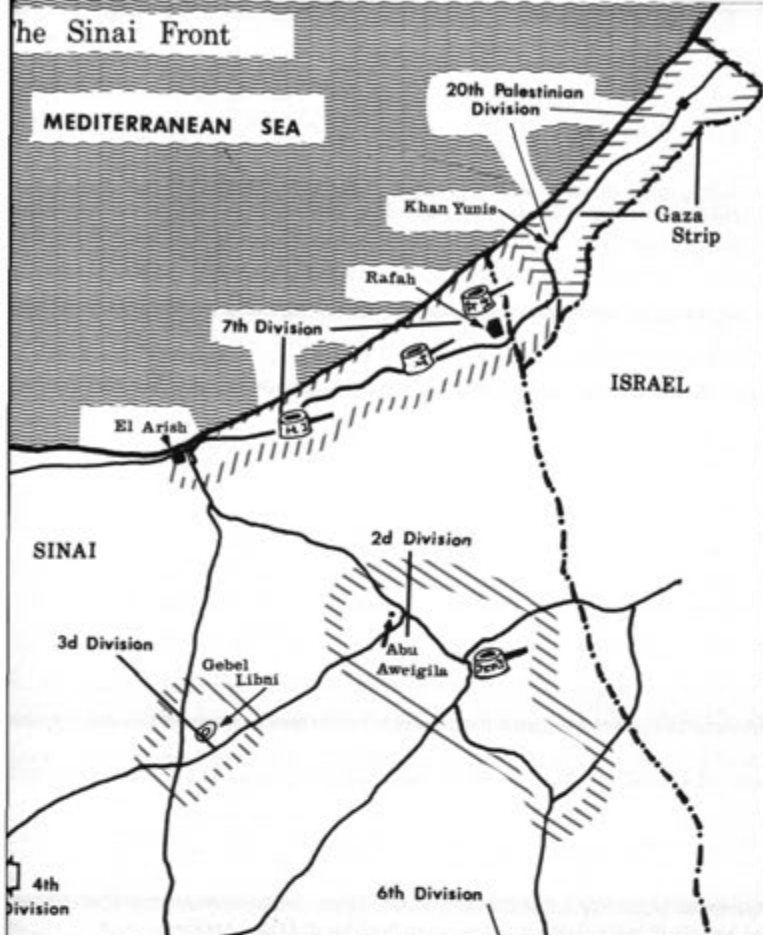 The Sinai Front
MEDITERRANEAN SEA
20th Palestinian
Division
Khan Yunis
Gaza
Strip
Rafah
7th Division
ISRAEL
El Arish
SINAI
2d Division
3d Division
Gebel
Libni
Abu
Aweigila
4th
Division
6th Division